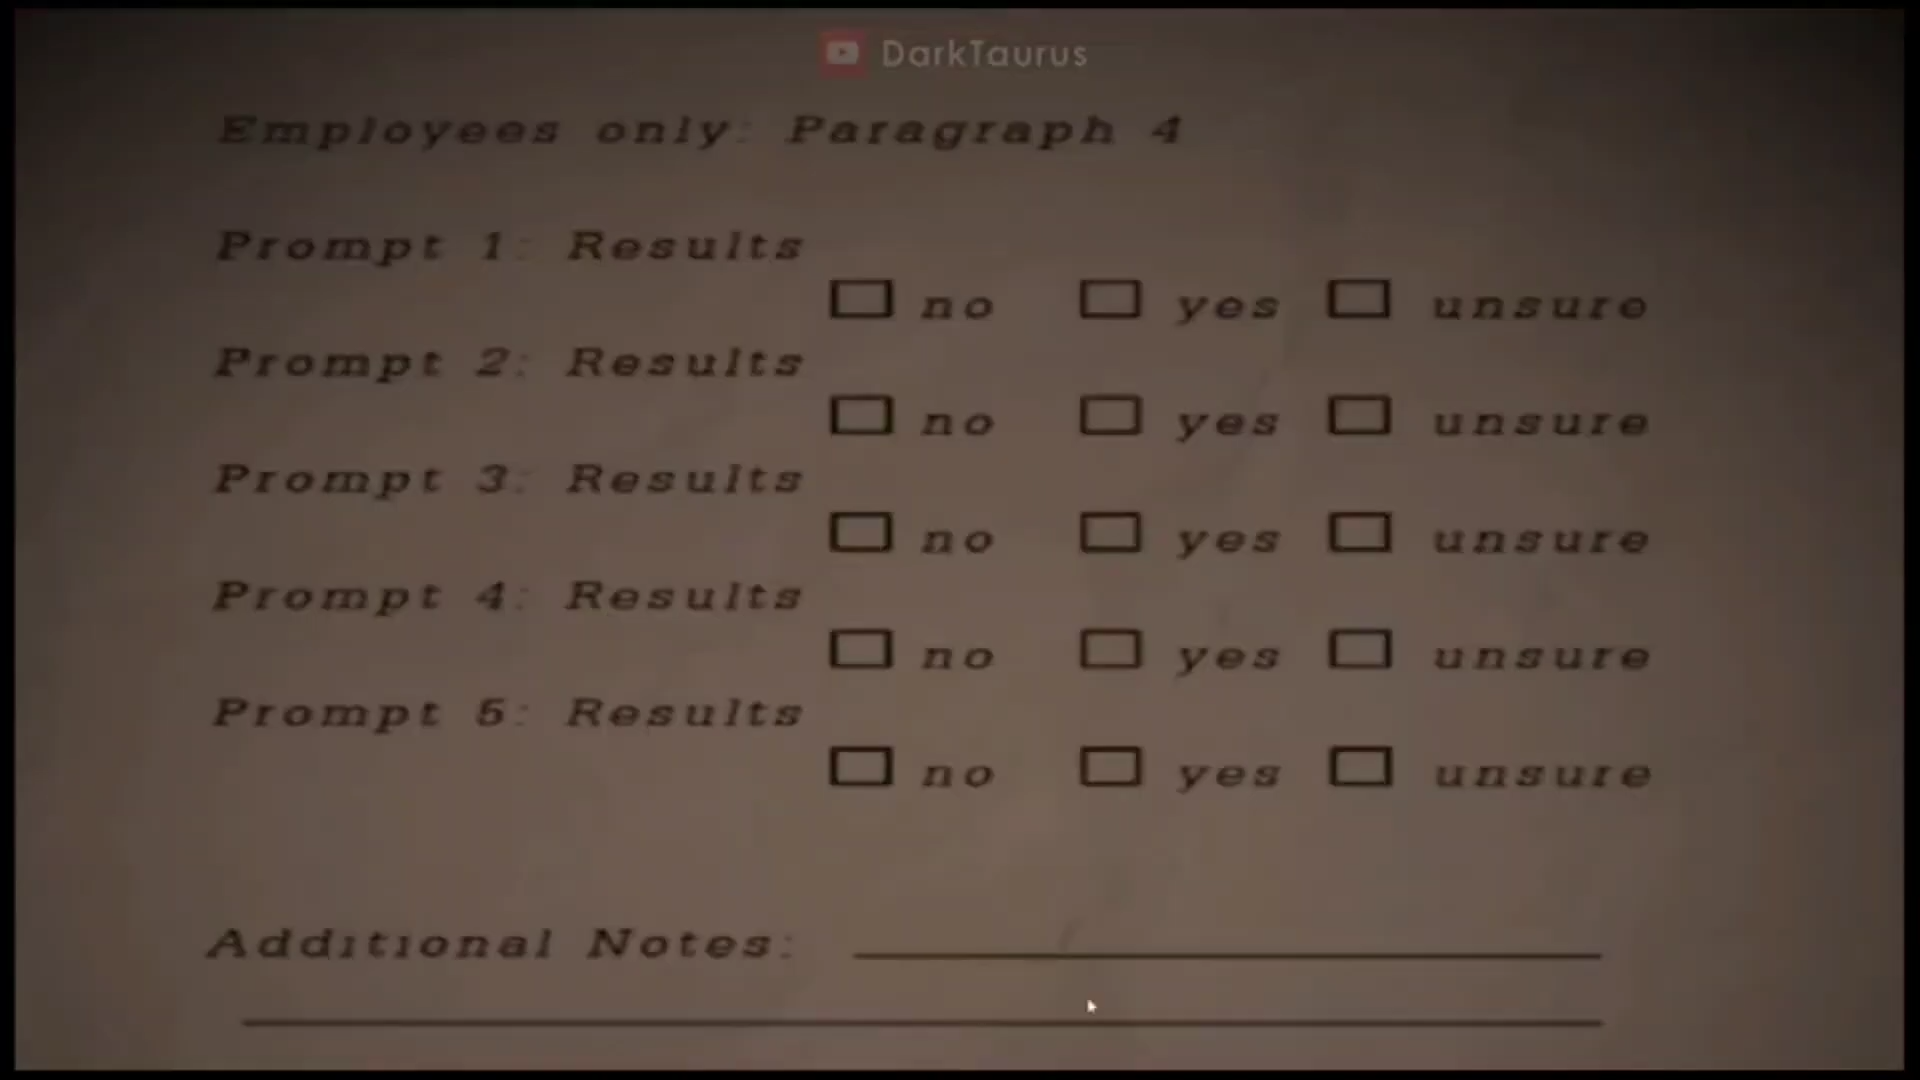 DarkTaurus
Employees only: Paragraph 4
Prompt 1: Results
no yes unsure
Prompt 2: Results
no yes unsure
Prompt 3: Results
no yes unsure
Prompt 4: Results
no yes unsure
Prompt 5: Results
no yes unsure
Additional Notes: